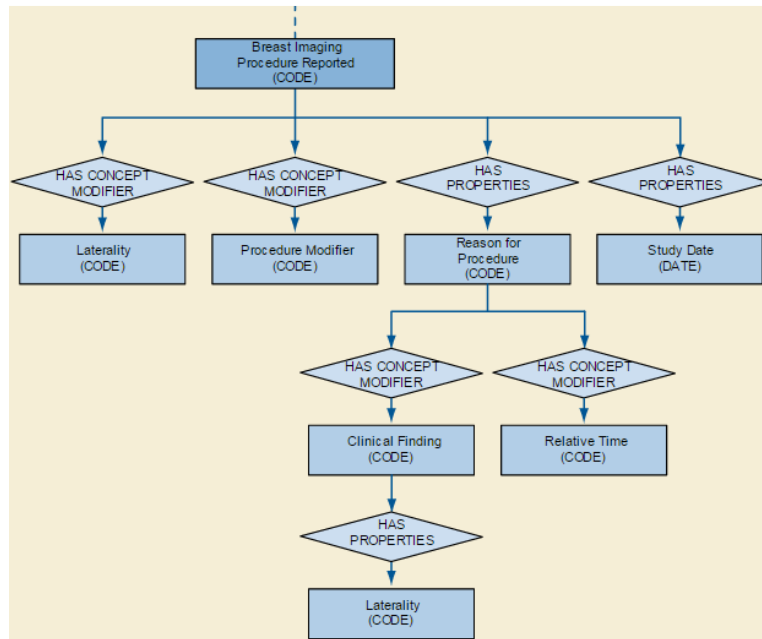 Breast Imaging
Procedure Reported
(CODE)
HAS CONCEPT
MODIFIER
HAS CONCEPT
MODIFIER
HAS
PROPERTIES
HAS
PROPERTIES
Laterality
(CODE)
Procedure Modifier
(CODE)
Reason for
Procedure
(CODE)
Study Date
(DATE)
HAS CONCEPT
MODIFIER
HAS CONCEPT
MODIFIER
Clinical Finding
(CODE)
Relative Time
(CODE)
HAS
PROPERTIES
Laterality
(CODE)